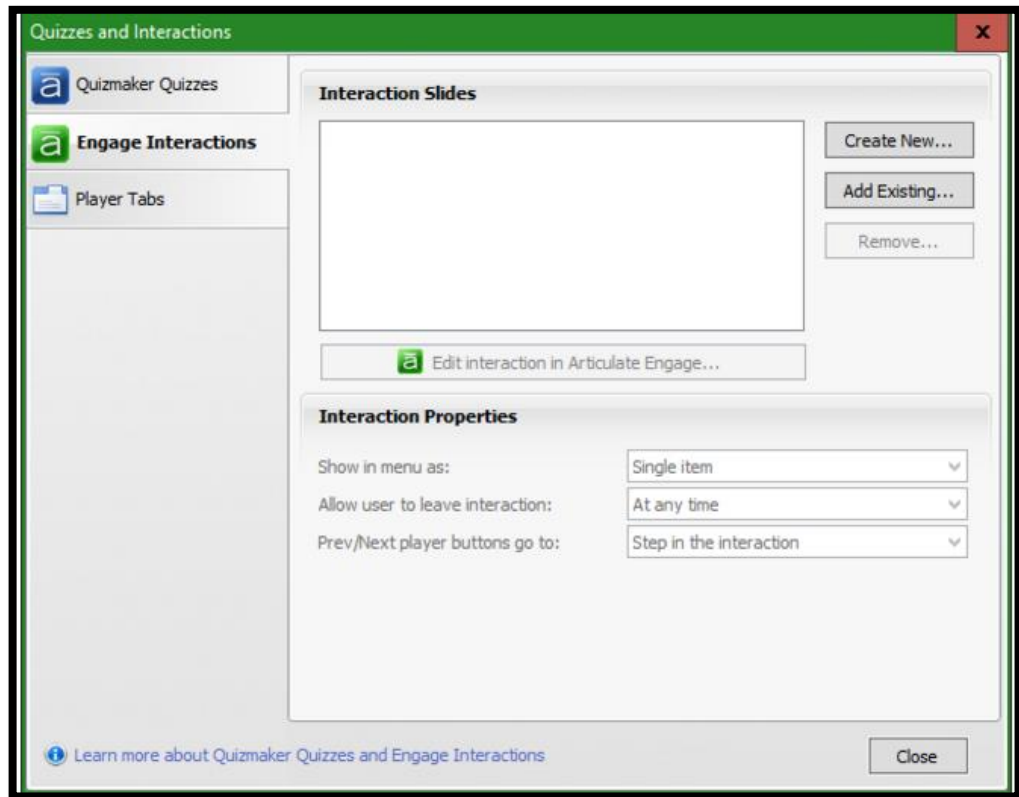 Quizzes and Interactions
x
ā Quizmaker Quizzes
ā Engage Interactions
Player Tabs
Interaction Slides
Create New...
Add Existing...
Remove...
ā Edit interaction in Articulate Engage...
Interaction Properties
Show in menu as: Single item
Allow user to leave interaction: At any time
Prev/Next player buttons go to: Step in the interaction
Learn more about Quizmaker Quizzes and Engage Interactions
Close